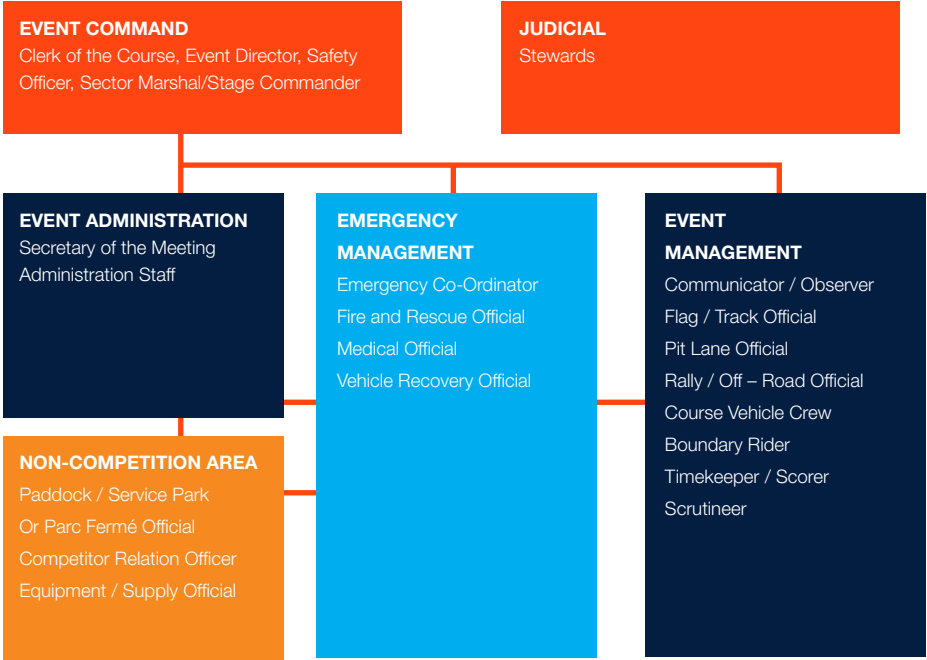 EVENT COMMAND
Clerk of the Course, Event Director, Safety
Officer, Sector Marshal/Stage Commander
JUDICIAL
Stewards
EVENT ADMINISTRATION
Secretary of the Meeting
Administration Staff
EMERGENCY
MANAGEMENT
Emergency Co-Ordinator
Fire and Rescue Official
Medical Official
Vehicle Recovery Official
EVENT
MANAGEMENT
Communicator / Observer
Flag / Track Official
Pit Lane Official
Rally / Off – Road Official
Course Vehicle Crew
Boundary Rider
Timekeeper / Scorer
Scrutineer
NON-COMPETITION AREA
Paddock / Service Park
Or Parc Fermé Official
Competitor Relation Officer
Equipment / Supply Official